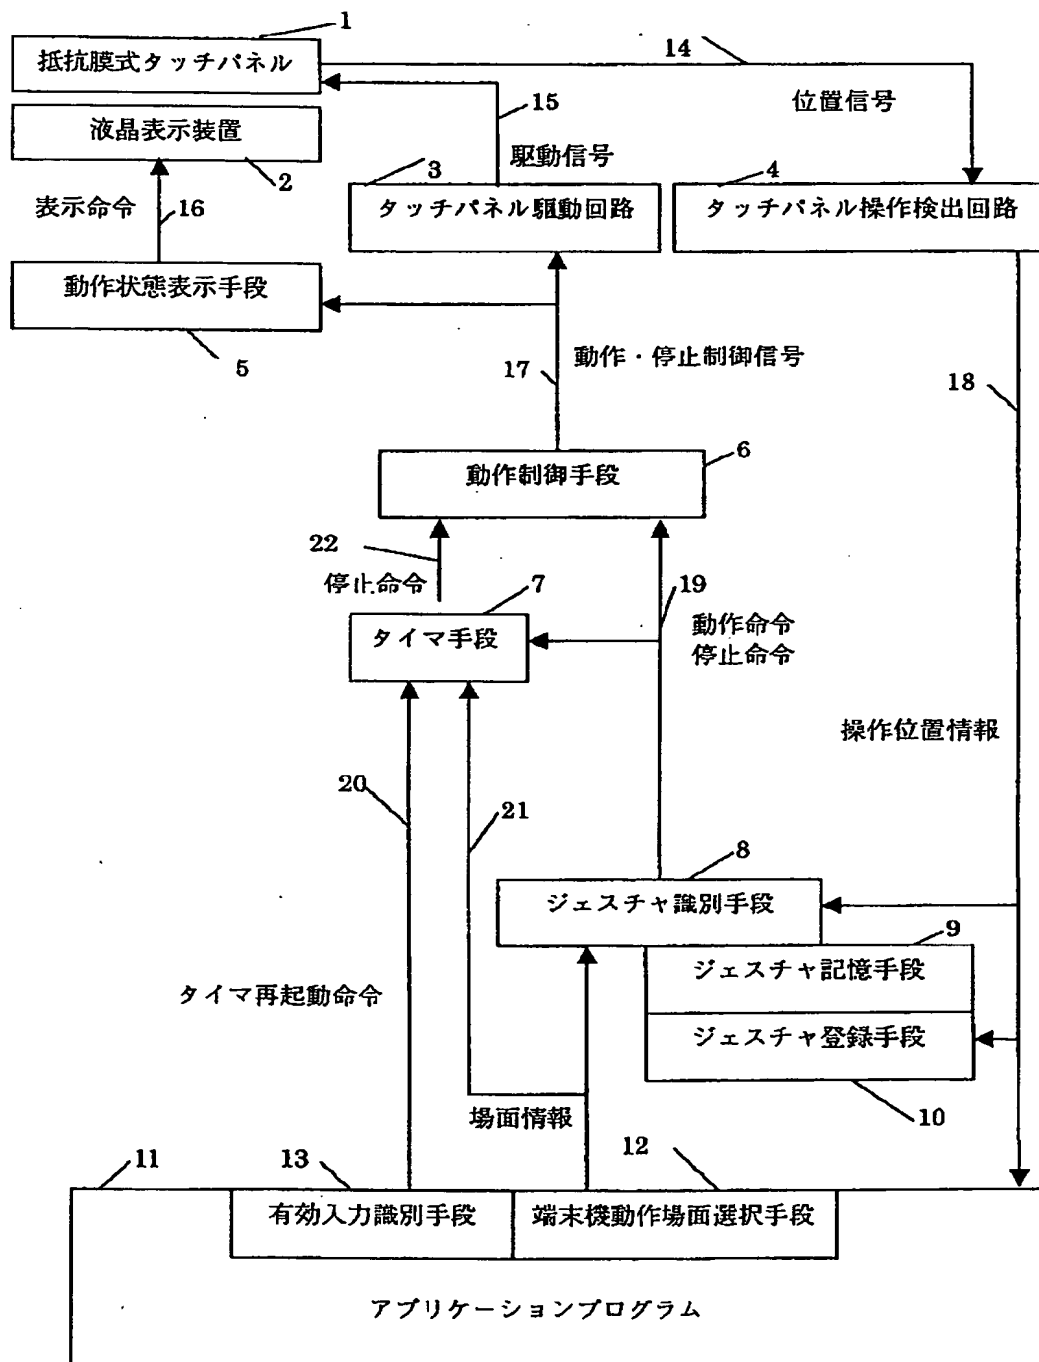 1
抵抗膜式タッチパネル
14
位置信号
15
液晶表示装置
2
駆動信号
3
4
表示命令
16
タッチパネル駆動回路
タッチパネル操作検出回路
動作状態表示手段
5
17
動作・停止制御信号
18
6
動作制御手段
22
停止命令
7
19
動作命令
停止命令
タイマ手段
操作位置情報
20
21
8
ジェスチャ識別手段
9
ジェスチャ記憶手段
タイマ再起動命令
ジェスチャ登録手段
10
場面情報
11
13
12
有効入力識別手段
端末機動作場面選択手段
アプリケーションプログラム